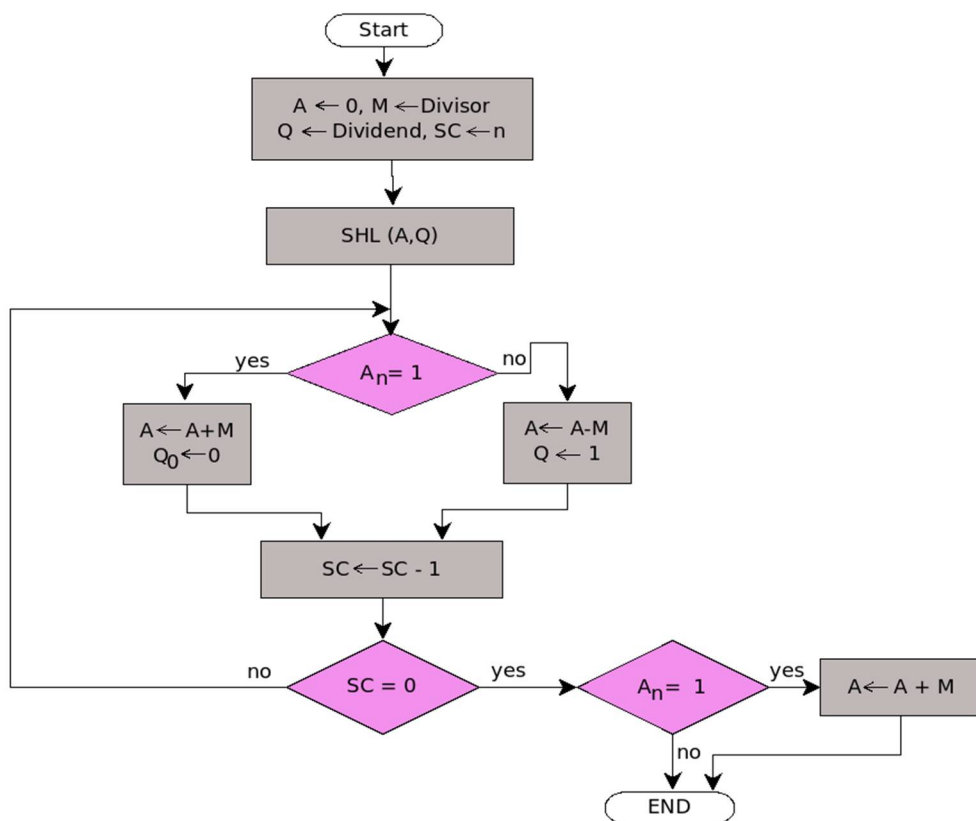 Start
A ← 0, M ←Divisor
Q ← Dividend, SC ←n
SHL (A,Q)
yes
Aₙ= 1
no
A ← A+M
Q₀ ←0
A← A-M
Q ← 1
SC←SC - 1
no
SC = 0
yes
Aₙ= 1
yes
A← A + M
no
END